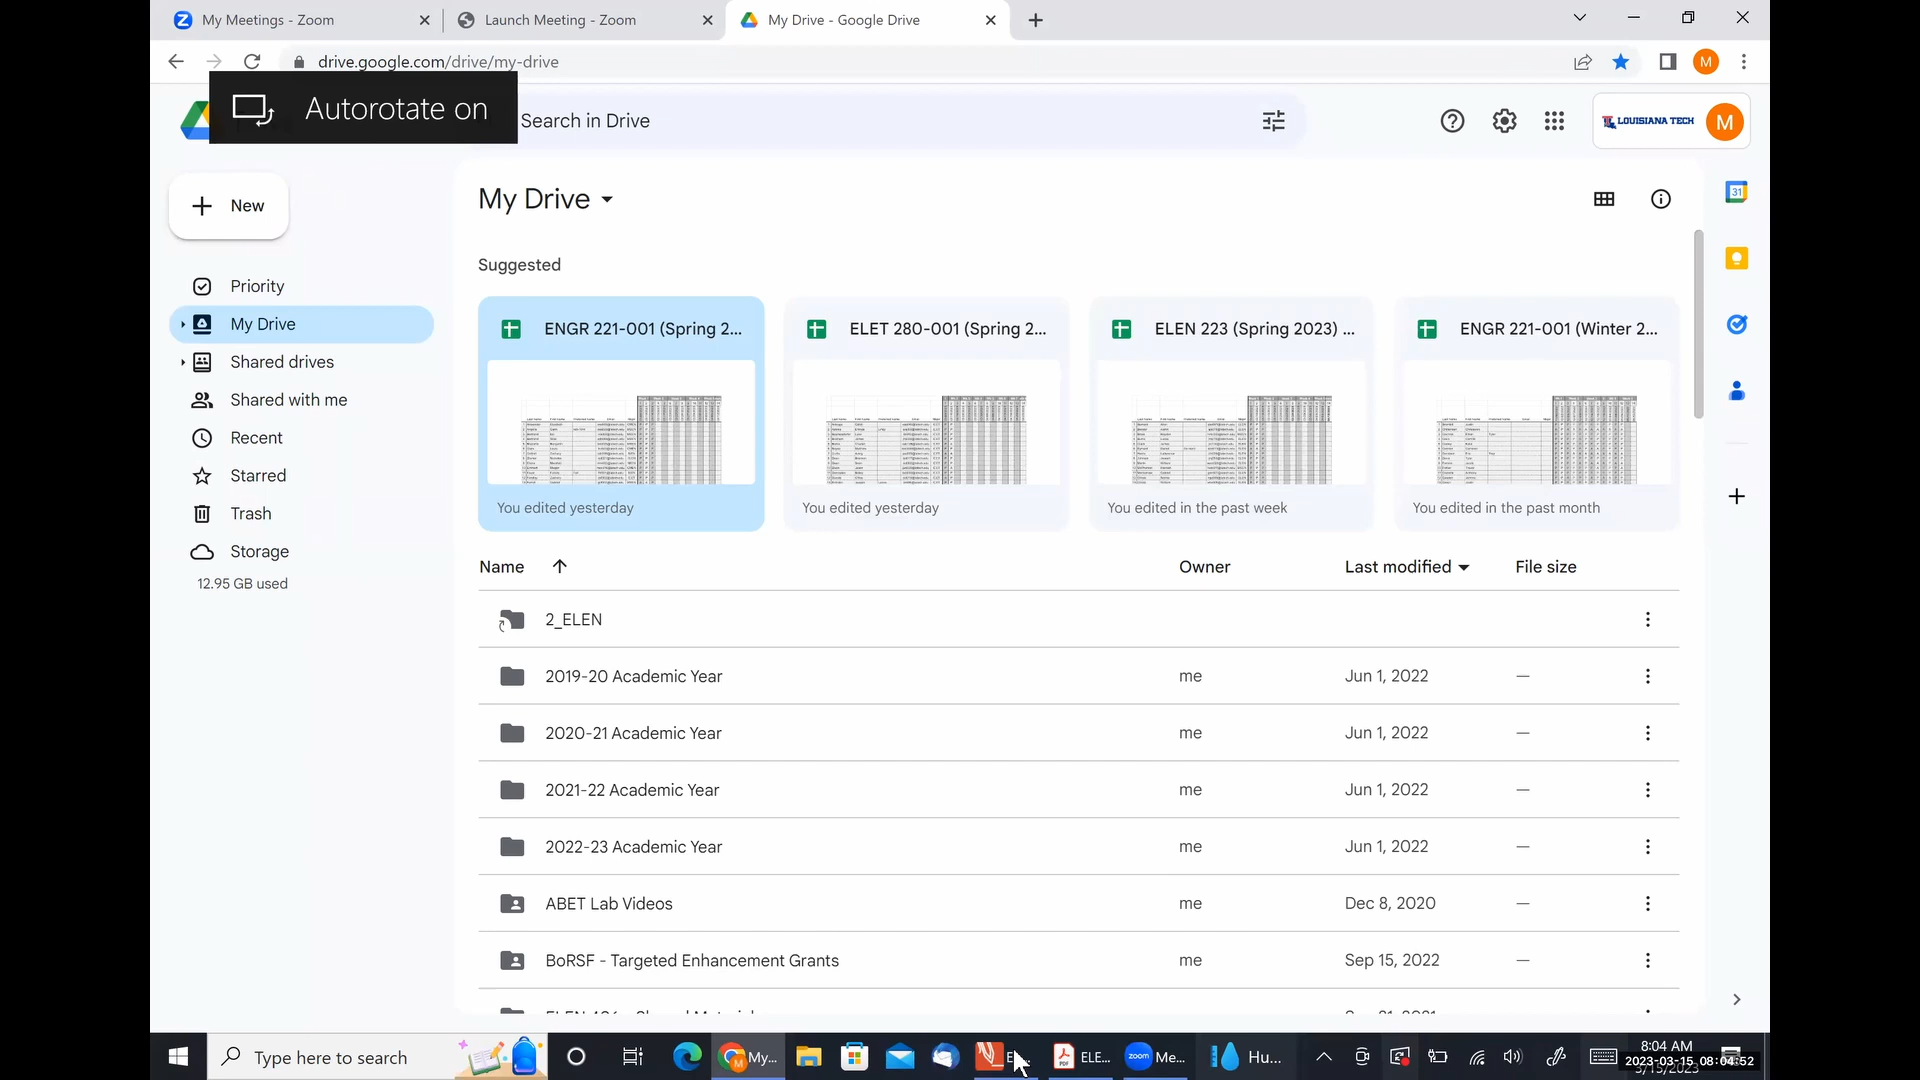 My Meetings - Zoom
Launch Meeting - Zoom
My Drive - Google Drive
drive.google.com/drive/my-drive
M
Autorotate on
Search in Drive
LOUISIANA TECH
M
New
My Drive
31
Priority
My Drive
Shared drives
Shared with me
Recent
Starred
Trash
Storage
12.95 GB used
Suggested
ENGR 221-001 (Spring 2...
ELET 280-001 (Spring 2...
ELEN 223 (Spring 2023) ...
ENGR 221-001 (Winter 2...
You edited yesterday
You edited yesterday
You edited in the past week
You edited in the past month
Name Owner Last modified File size
2_ELEN
2019-20 Academic Year me Jun 1, 2022 —
2020-21 Academic Year me Jun 1, 2022 —
2021-22 Academic Year me Jun 1, 2022 —
2022-23 Academic Year me Jun 1, 2022 —
ABET Lab Videos me Dec 8, 2020 —
BoRSF - Targeted Enhancement Grants me Sep 15, 2022 —
Type here to search
My...
ELE...
zoom
Me...
Hu...
8:04 AM
3/15/2023
2023-03-15 08:04:52